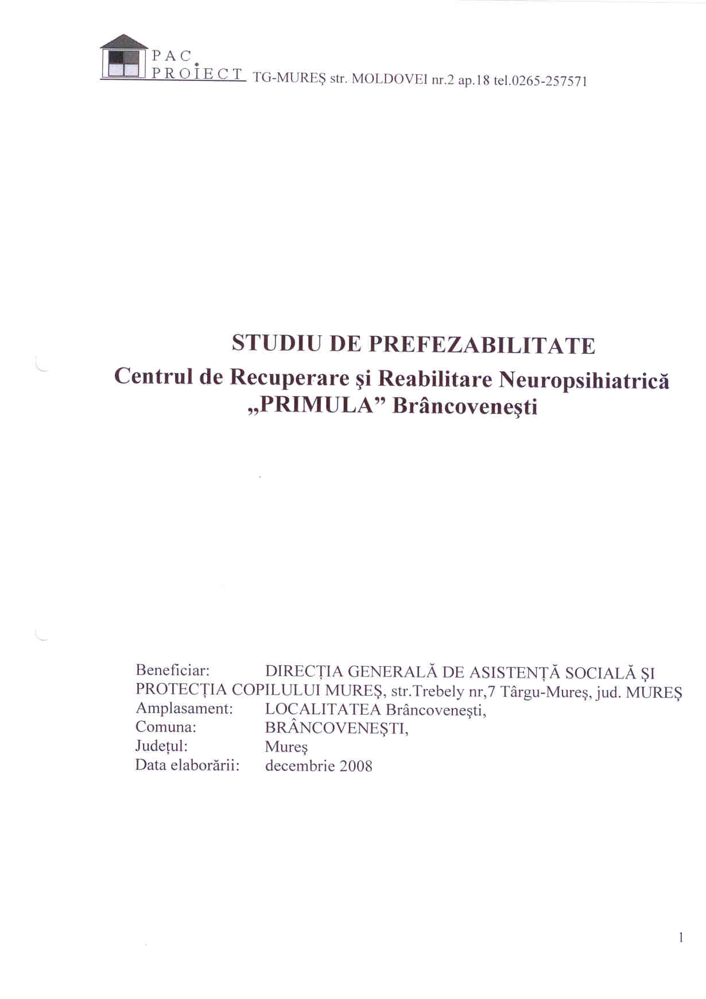 PAC
PROIECT TG-MUREŞ str. MOLDOVEI nr.2 ap.18 tel.0265-257571
STUDIU DE PREFEZABILITATE
Centrul de Recuperare şi Reabilitare Neuropsihiatrică
„PRIMULA” Brâncoveneşti
Beneficiar: DIRECŢIA GENERALĂ DE ASISTENŢĂ SOCIALĂ ŞI
PROTECŢIA COPILULUI MUREŞ, str.Trebely nr,7 Târgu-Mureş, jud. MUREŞ
Amplasament: LOCALITATEA Brâncoveneşti,
Comuna: BRÂNCOVENEŞTI,
Judeţul: Mureş
Data elaborării: decembrie 2008
1